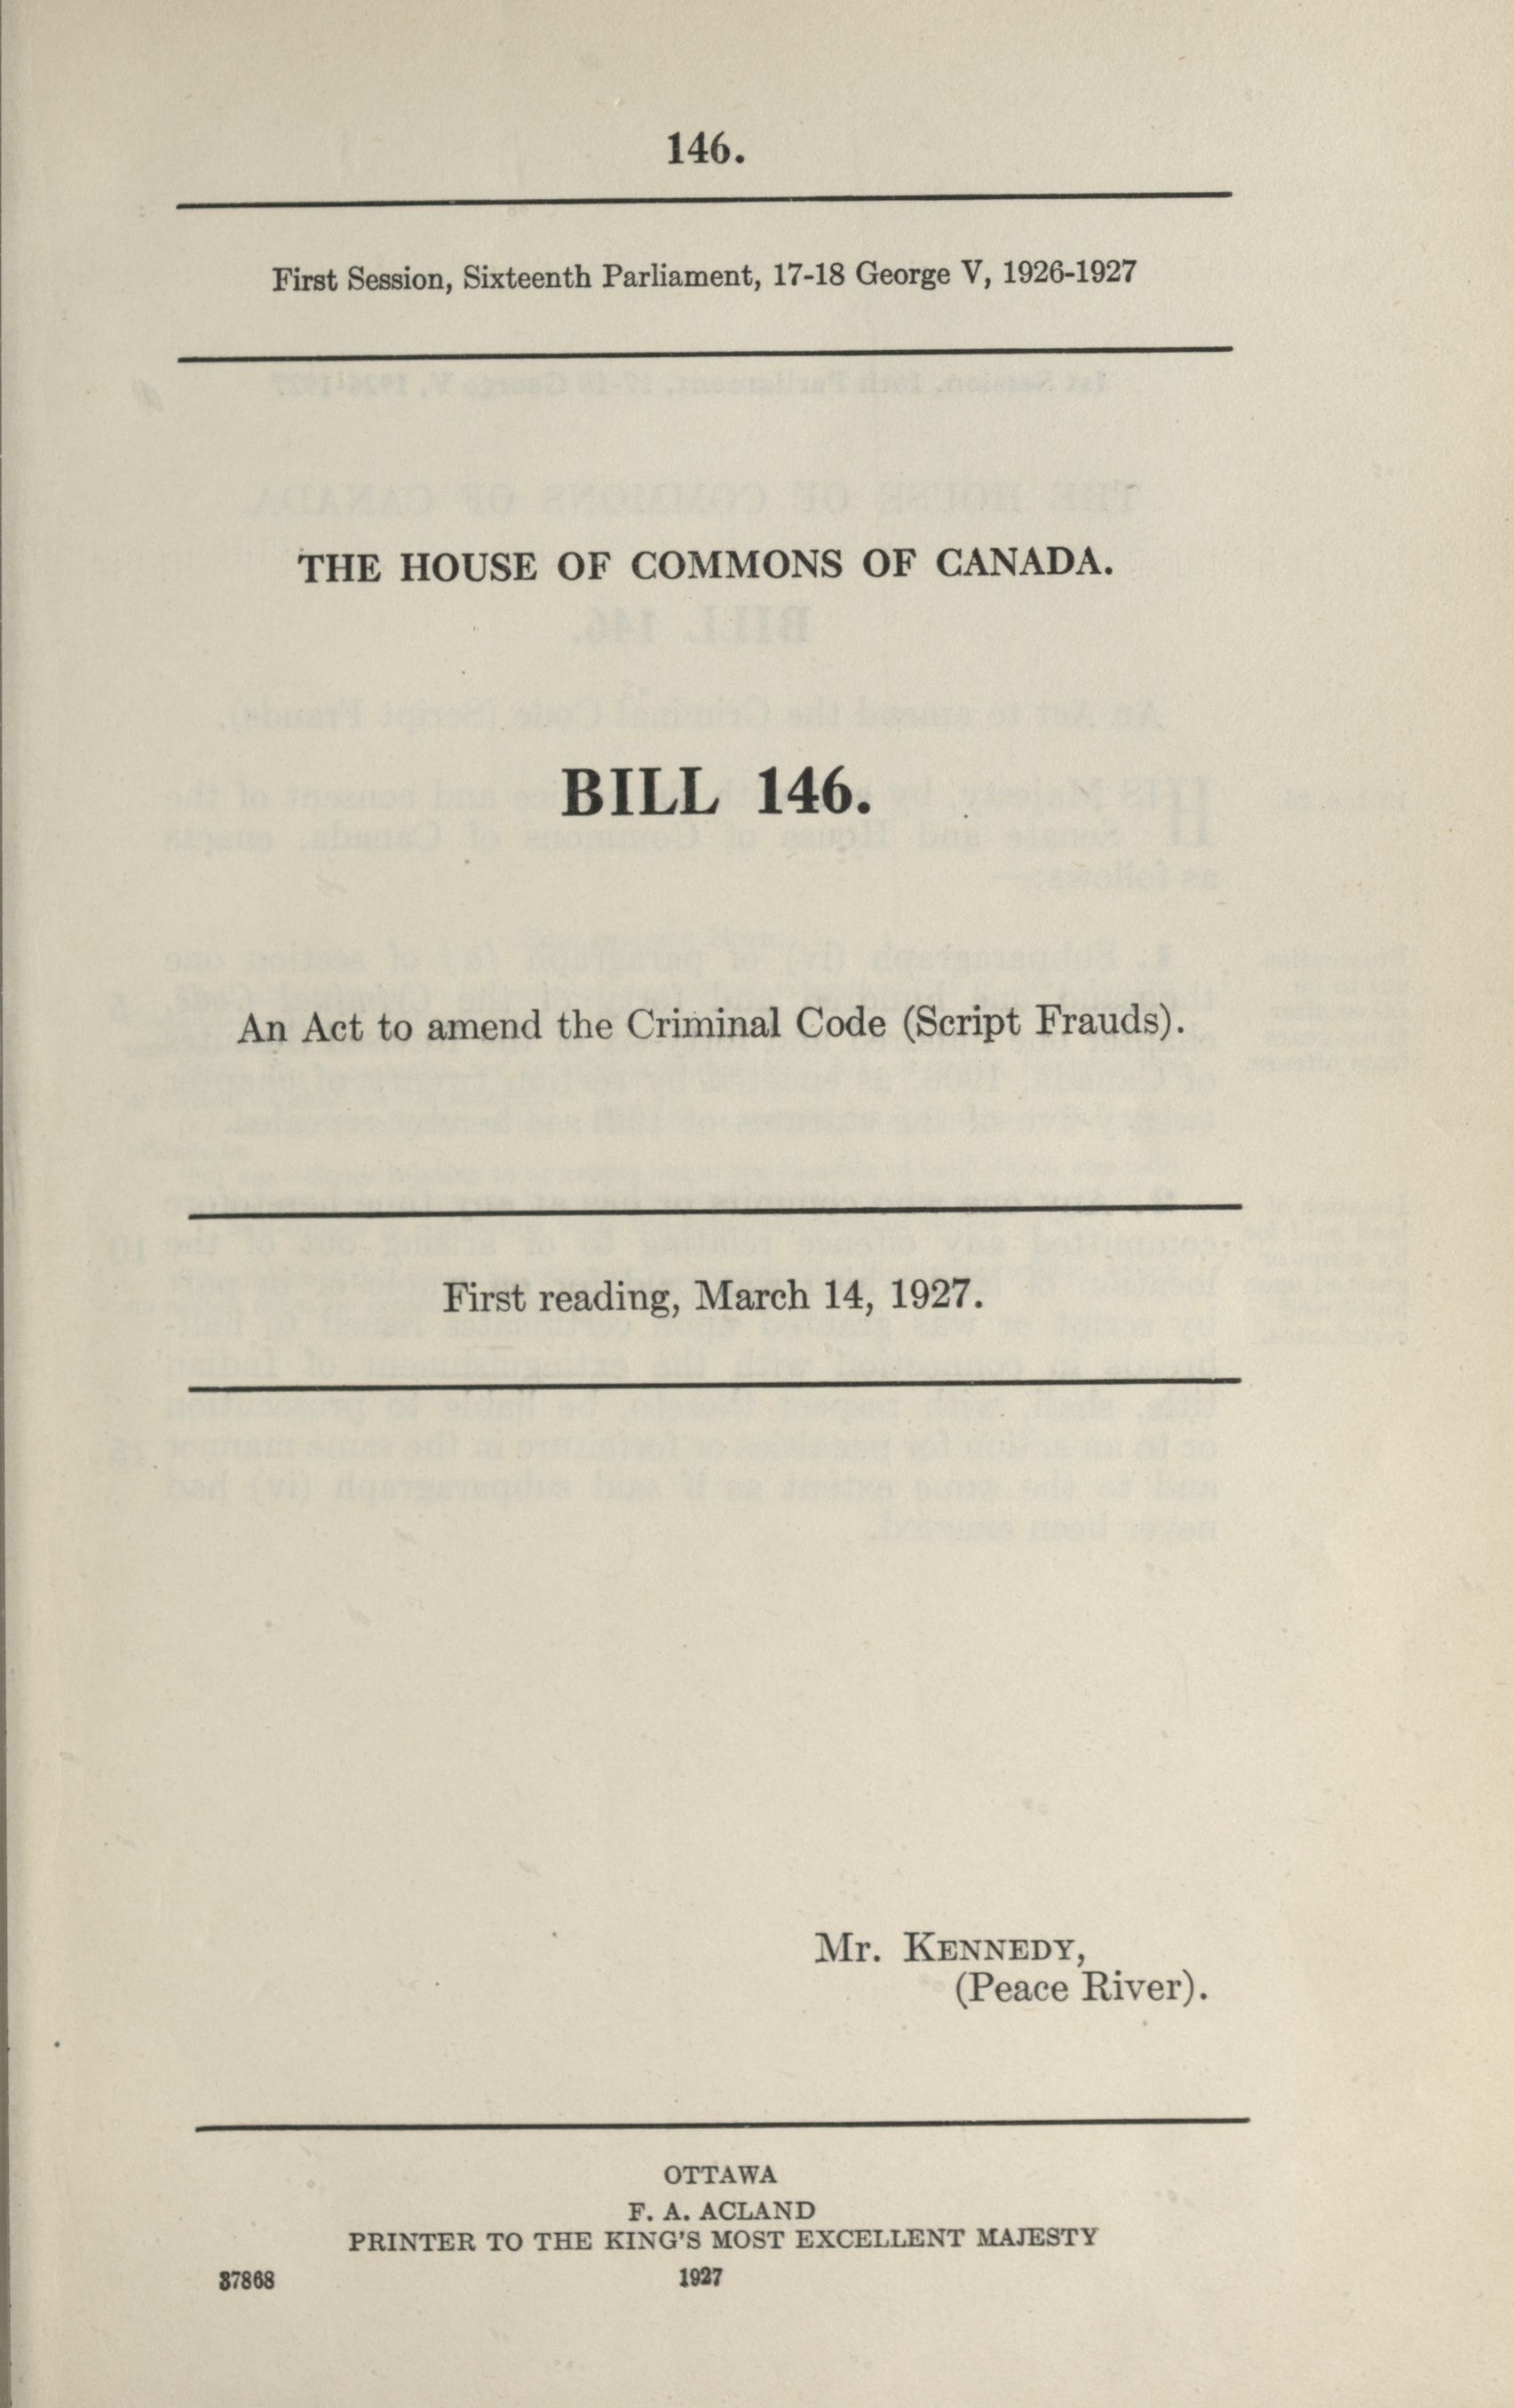 146.
First Session, Sixteenth Parliament, 17-18 George V, 1926-1927
THE HOUSE OF COMMONS OF CANADA.
BILL 146.
An Act to amend the Criminal Code (Script Frauds).
First reading, March 14, 1927.
Mr. KENNEDY,
(Peace River).
OTTAWA
F. A. ACLAND
PRINTER TO THE KING'S MOST EXCELLENT MAJESTY
37868 1927